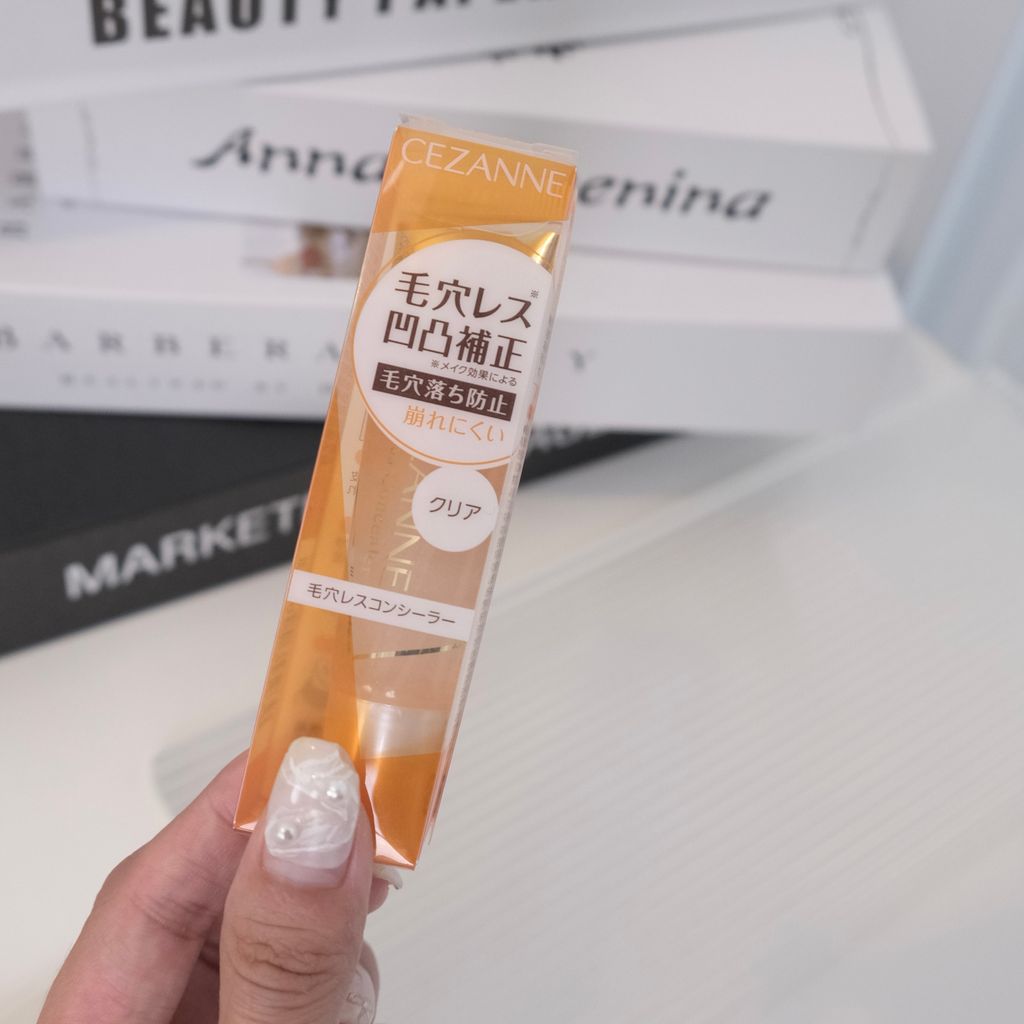 BEAUTY
Anna
enina
BARBERA
MARKET
CEZANNE
毛穴レス※
凹凸補正
※メイク効果による
毛穴落ち防止
崩れにくい
クリア
毛穴レスコンシーラー